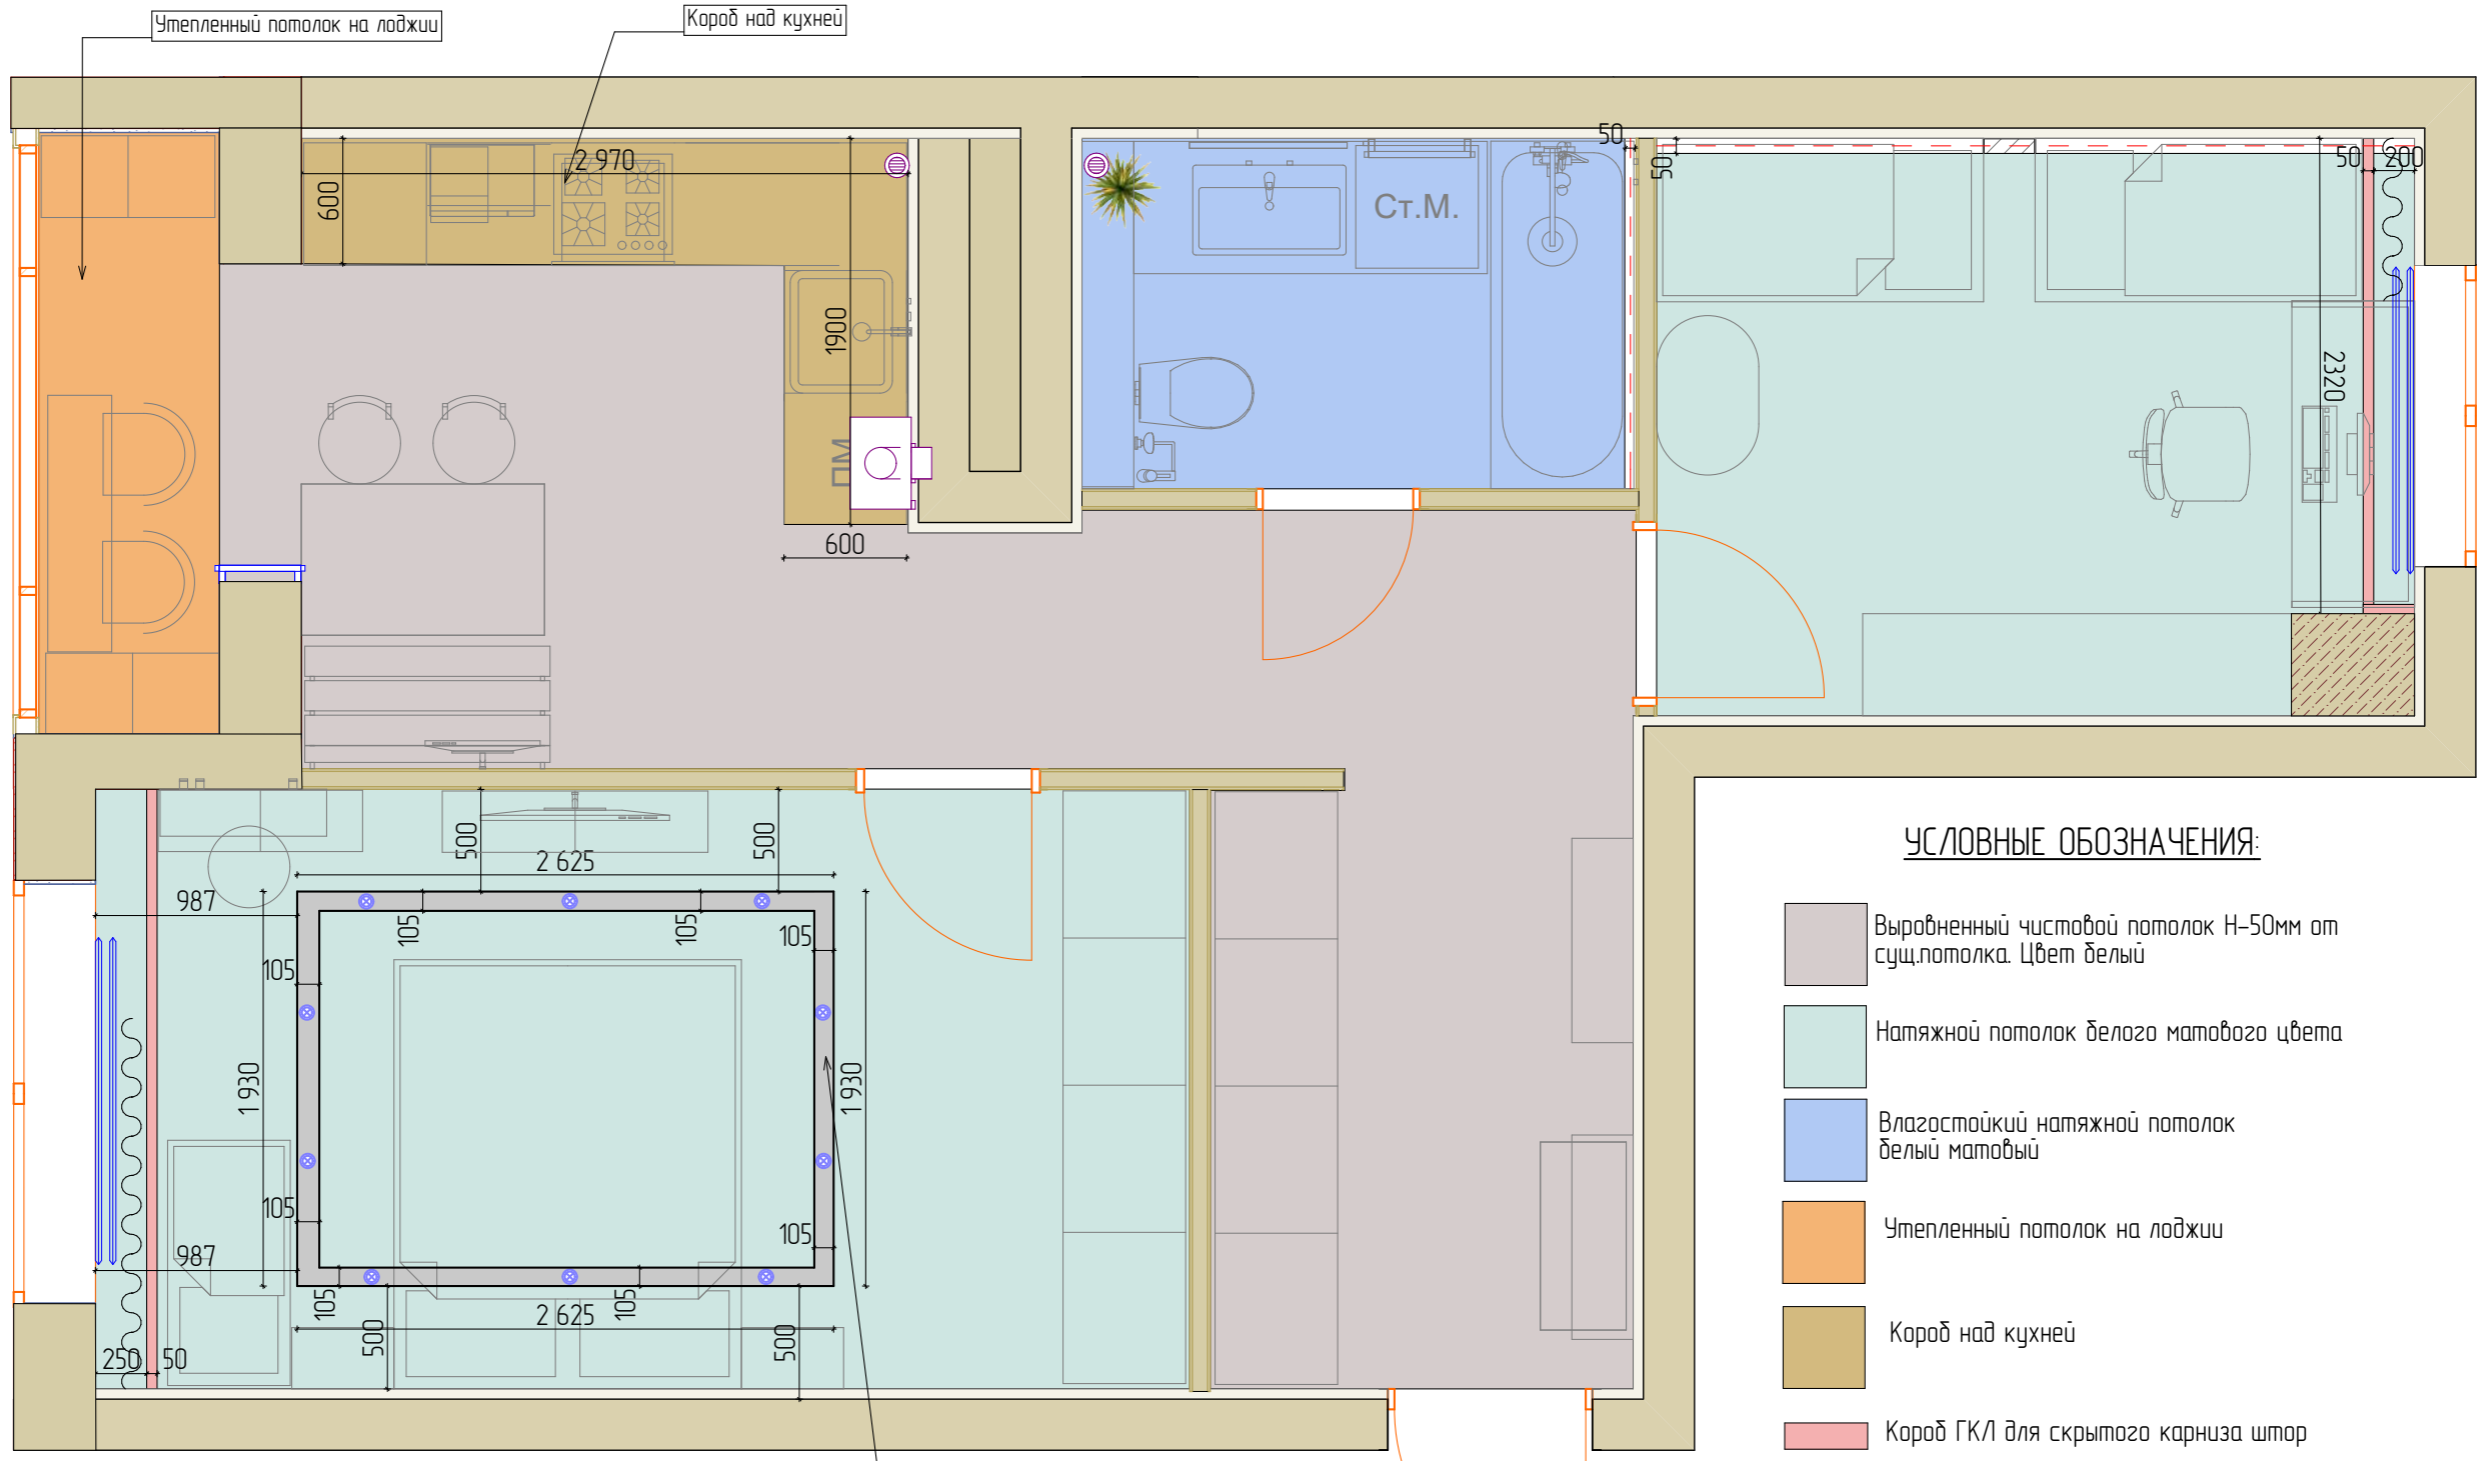 Утепленный потолок на лоджии
Короб над кухней
2 970
600
1900
600
ПМ
Ст.М.
50
50
50
200
2320
500
500
2 625
987
105
105
105
105
1 930
1 930
105
105
987
105
105
2 625
500
500
250
50
УСЛОВНЫЕ ОБОЗНАЧЕНИЯ:
Выровненный чистовой потолок Н-50мм от
сущ.потолка. Цвет белый
Натяжной потолок белого матового цвета
Влагостойкий натяжной потолок
белый матовый
Утепленный потолок на лоджии
Короб над кухней
Короб ГКЛ для скрытого карниза штор